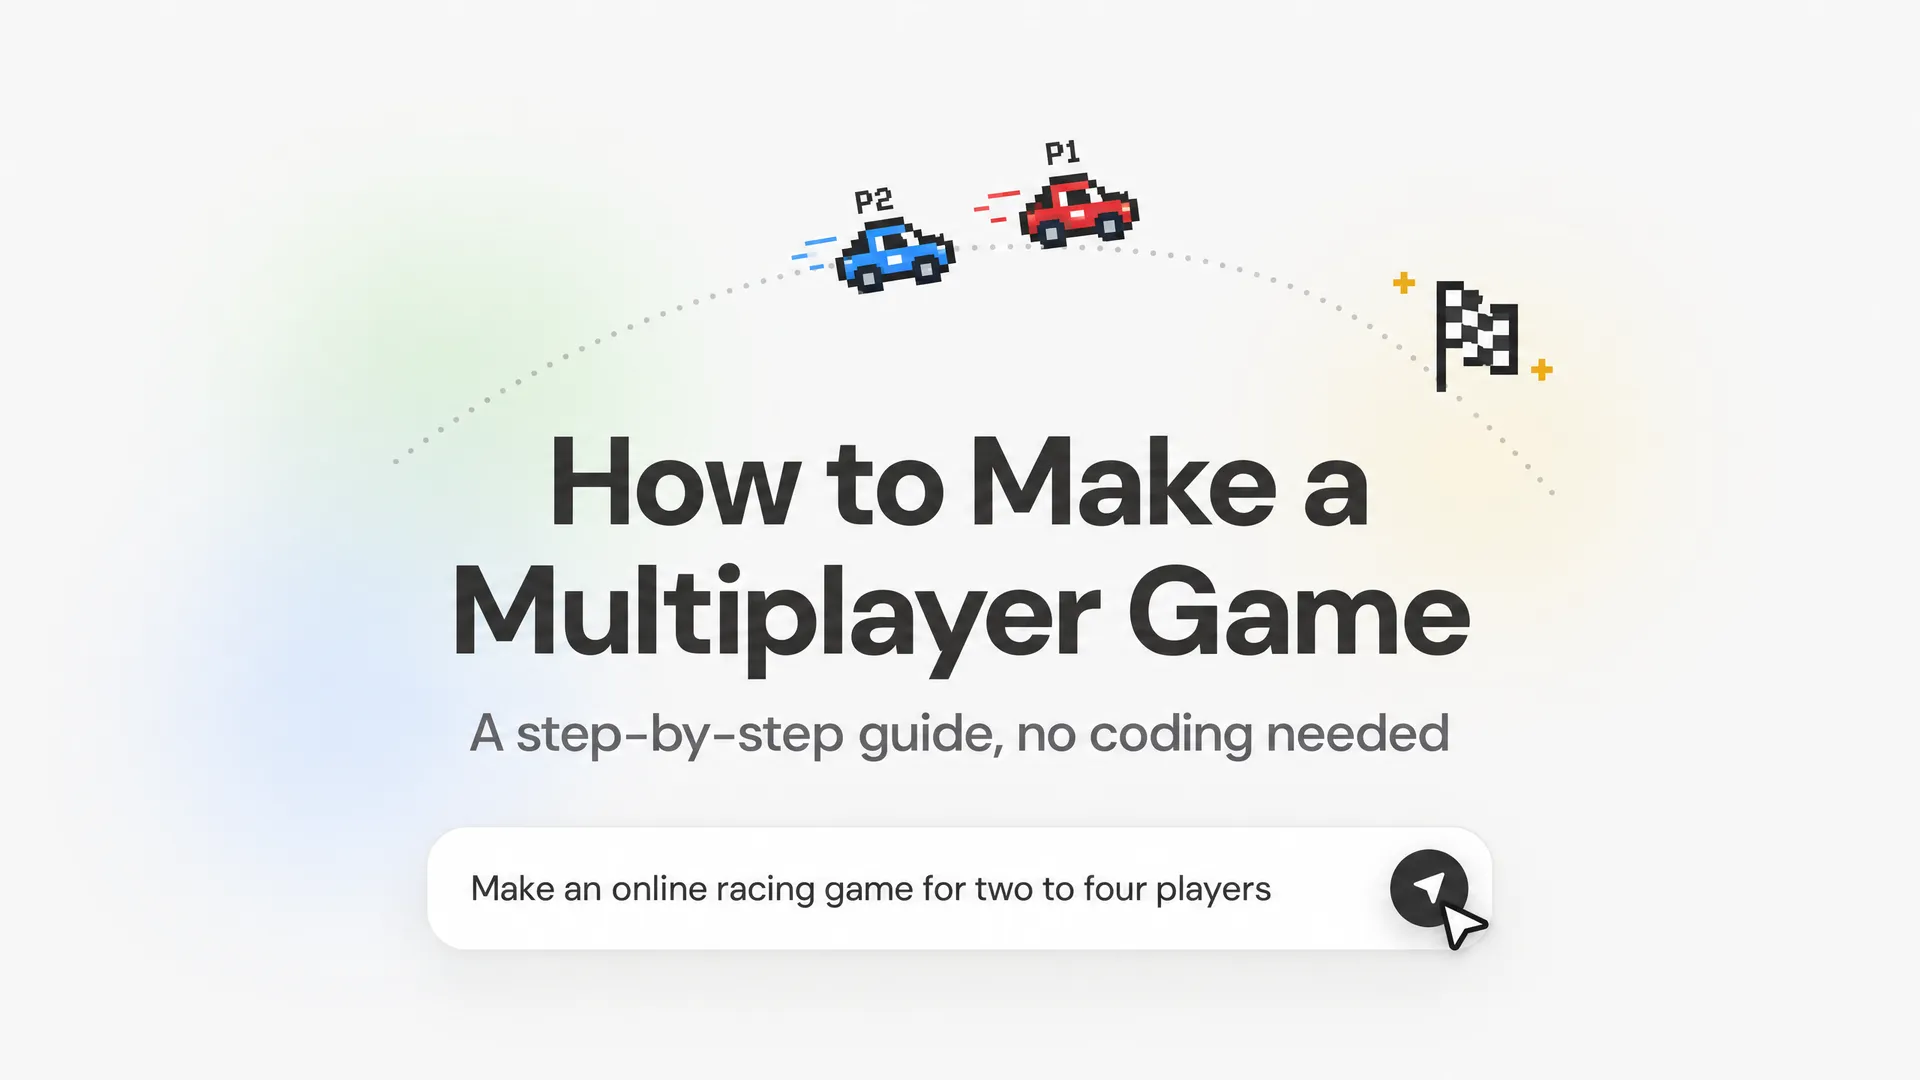 P1
P2
How to Make a
Multiplayer Game
A step-by-step guide, no coding needed
Make an online racing game for two to four players